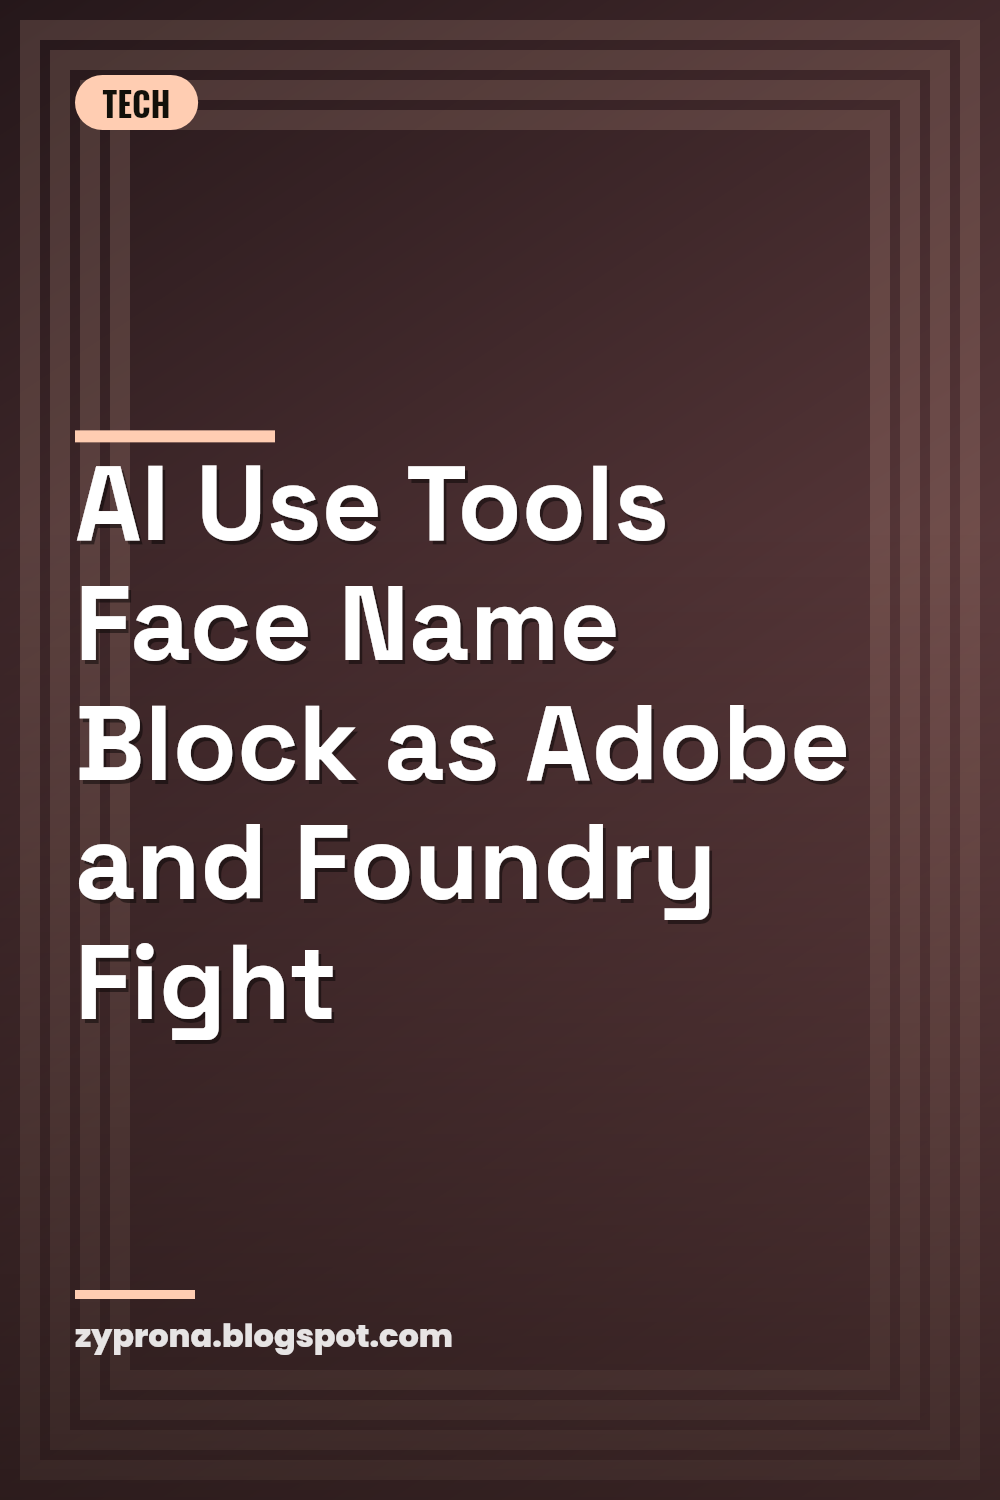 TECH
AI Use Tools
Face Name
Block as Adobe
and Foundry
Fight
zyprona.blogspot.com